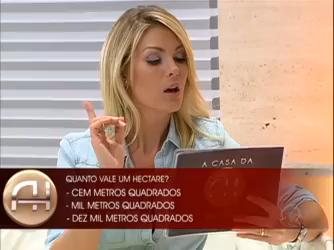 A CASA DA
QUANTO VALE UM HECTARE?
- CEM METROS QUADRADOS
- MIL METROS QUADRADOS
- DEZ MIL METROS QUADRADOS